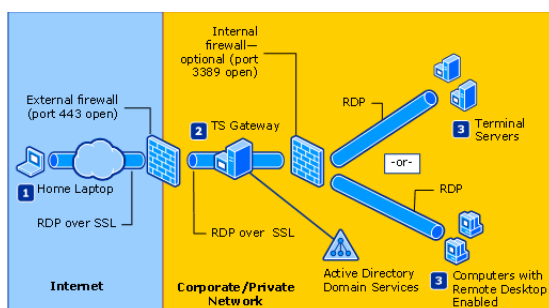 Internal
firewall—
optional (port
3389 open)
External firewall
(port 443 open)
RDP
2 TS Gateway
3 Terminal
Servers
-or-
1 Home Laptop
RDP
RDP over SSL
RDP over SSL
Active Directory
Domain Services
3 Computers with
Remote Desktop
Enabled
Internet
Corporate/Private
Network